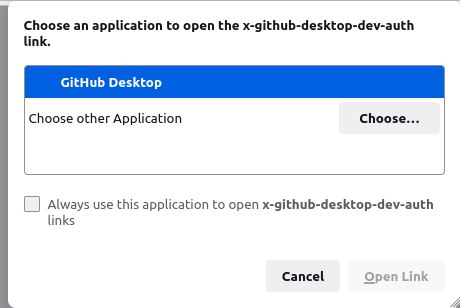 Choose an application to open the x-github-desktop-dev-auth
link.
GitHub Desktop
Choose other Application
Choose...
Always use this application to open x-github-desktop-dev-auth
links
Cancel
Open Link